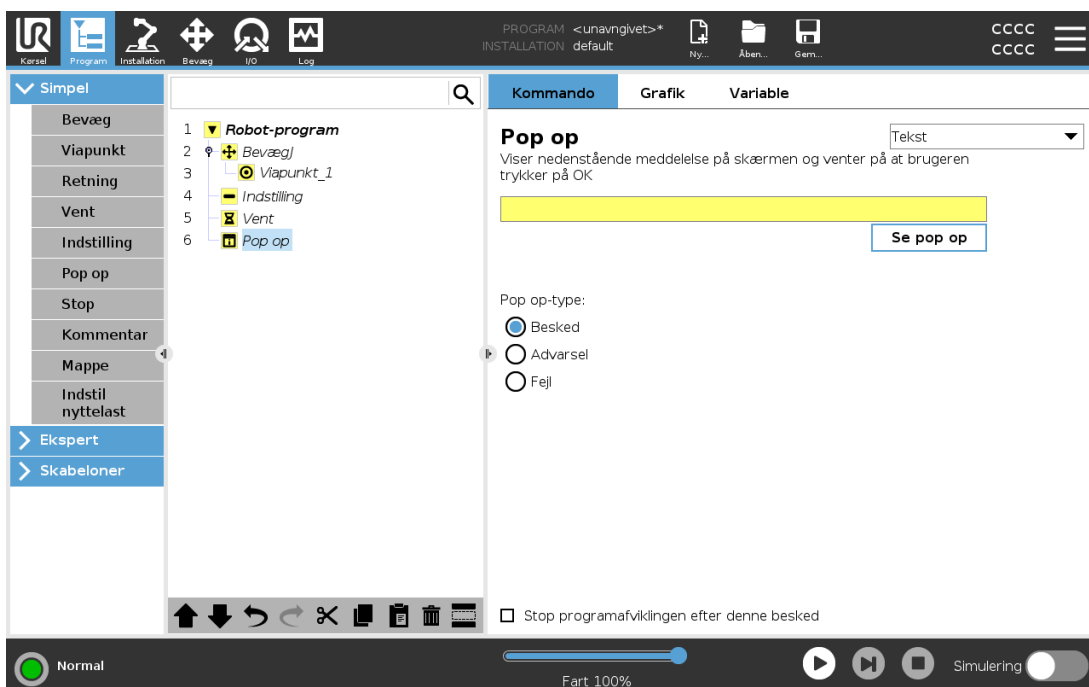 UR
Kørsel
Program
Installation
Bevæg
I/O
Log
PROGRAM <unavngivet>*
INSTALLATION default
Ny...
Åben...
Gem...
CCCC
CCCC
Simpel
Bevæg
Viapunkt
Retning
Vent
Indstilling
Pop op
Stop
Kommentar
Mappe
Indstil
nyttelast
Ekspert
Skabeloner
1 Robot-program
2 BevægJ
3 Viapunkt_1
4 Indstilling
5 Vent
6 Pop op
Kommando Grafik Variable
Pop op
Tekst
Viser nedenstående meddelelse på skærmen og venter på at brugeren
trykker på OK
Se pop op
Pop op-type:
Besked
Advarsel
Fejl
Stop programafviklingen efter denne besked
Normal
Fart 100%
Simulering